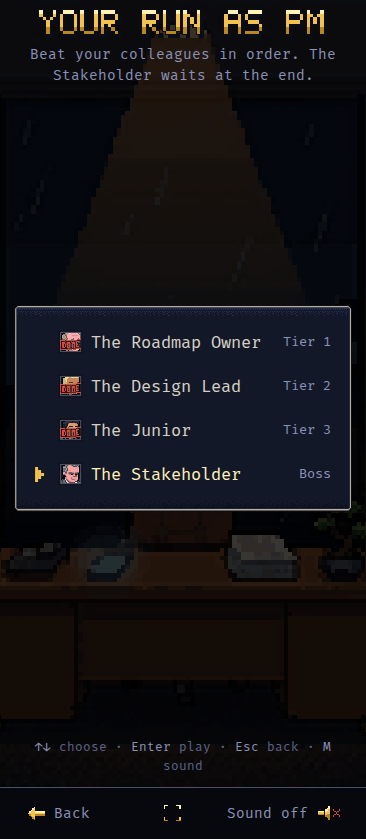 YOUR RUN AS PM
Beat your colleagues in order. The
Stakeholder waits at the end.
The Roadmap Owner Tier 1
The Design Lead Tier 2
The Junior Tier 3
The Stakeholder Boss
↑↓ choose · Enter play · Esc back · M
sound
Back Sound off